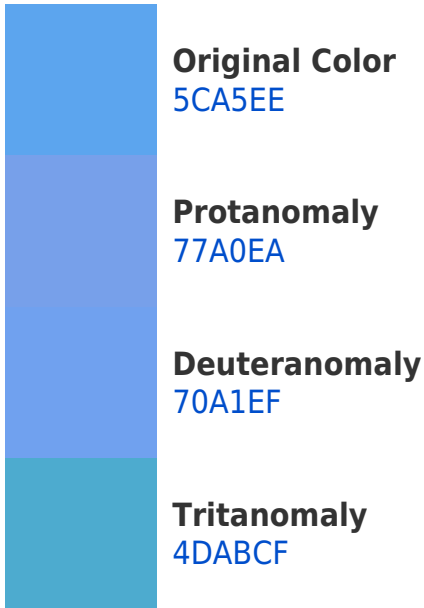 Original Color
5CA5EE
Protanomaly
77A0EA
Deuteranomaly
70A1EF
Tritanomaly
4DABCF